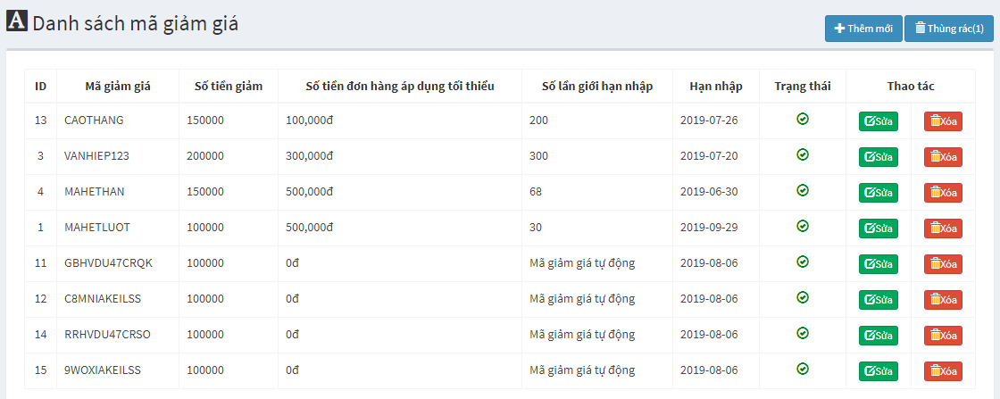 A Danh sách mã giảm giá
Thêm mới Thùng rác(1)
ID Mã giảm giá Số tiền giảm Số tiền đơn hàng áp dụng tối thiểu Số lần giới hạn nhập Hạn nhập Trạng thái Thao tác
13 CAOTHANG 150000 100,000đ 200 2019-07-26 Sửa Xóa
3 VANHIEP123 200000 300,000đ 300 2019-07-20 Sửa Xóa
4 MAHETHAN 150000 500,000đ 68 2019-06-30 Sửa Xóa
1 MAHETLUOT 100000 500,000đ 30 2019-09-29 Sửa Xóa
11 GBHVDU47CRQK 100000 0đ Mã giảm giá tự động 2019-08-06 Sửa Xóa
12 C8MNIAKEILSS 100000 0đ Mã giảm giá tự động 2019-08-06 Sửa Xóa
14 RRHVDU47CRSO 100000 0đ Mã giảm giá tự động 2019-08-06 Sửa Xóa
15 9WOXIAKEILSS 100000 0đ Mã giảm giá tự động 2019-08-06 Sửa Xóa